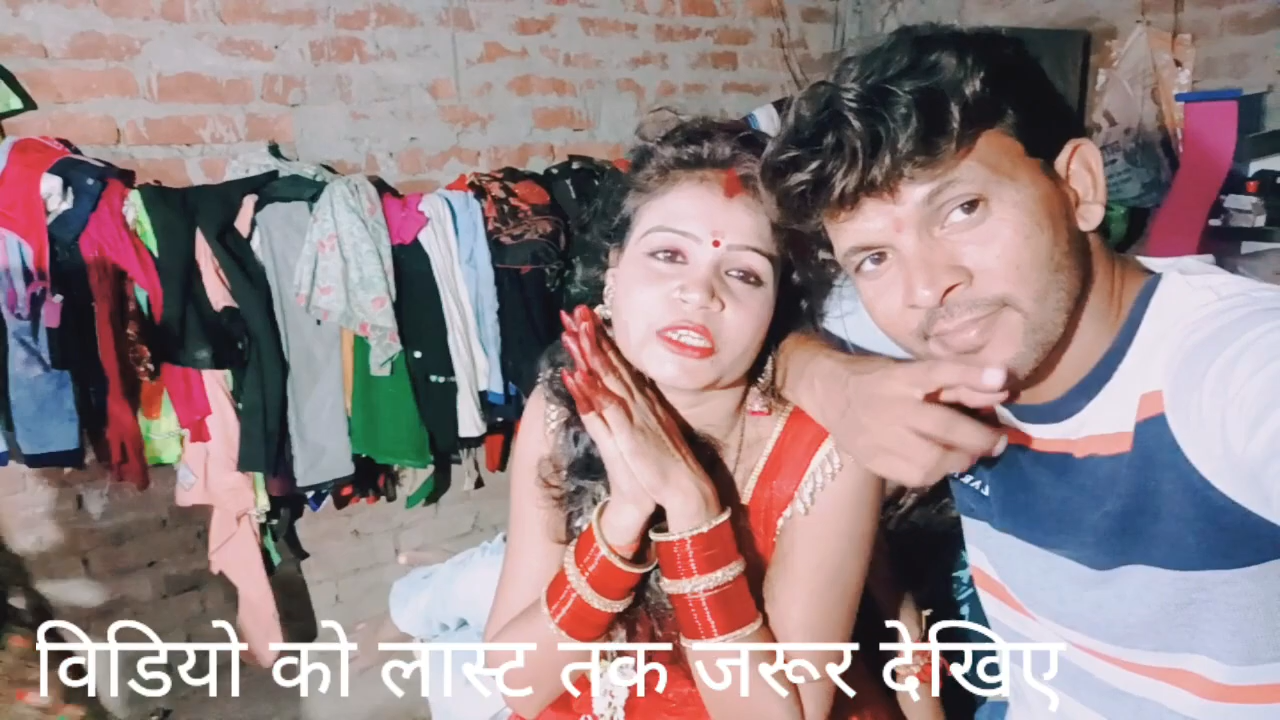 विडियो को लास्ट तक जरूर देखिए